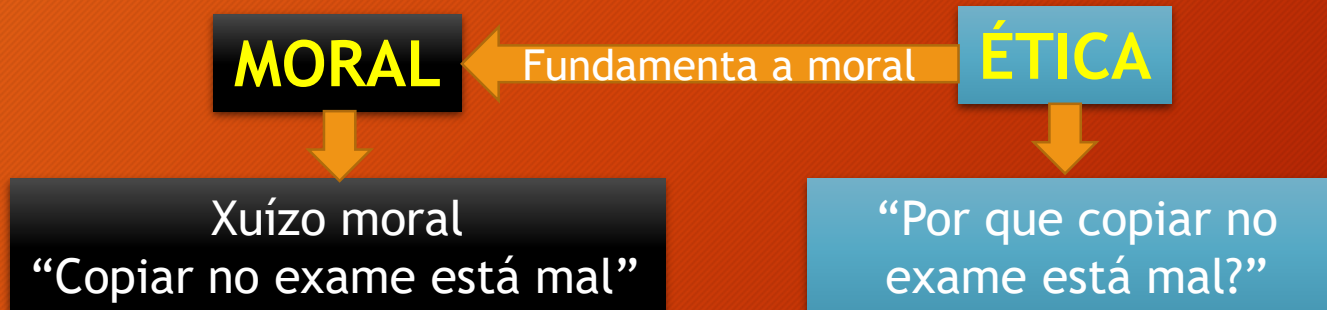 MORAL
Fundamenta a moral
ÉTICA
Xuízo moral
“Copiar no exame está mal”
“Por que copiar no
exame está mal?”